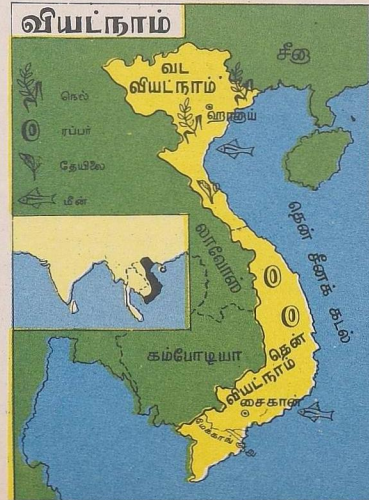 வியட்நாம்
நெல்
ரப்பர்
தேயிலை
மீன்
வட
வியட்நாம்
ஹனாய்
சீனா
தென் சீனக் கடல்
லாவோஸ்
கம்போடியா
தென்
வியட்நாம்
சைகான்